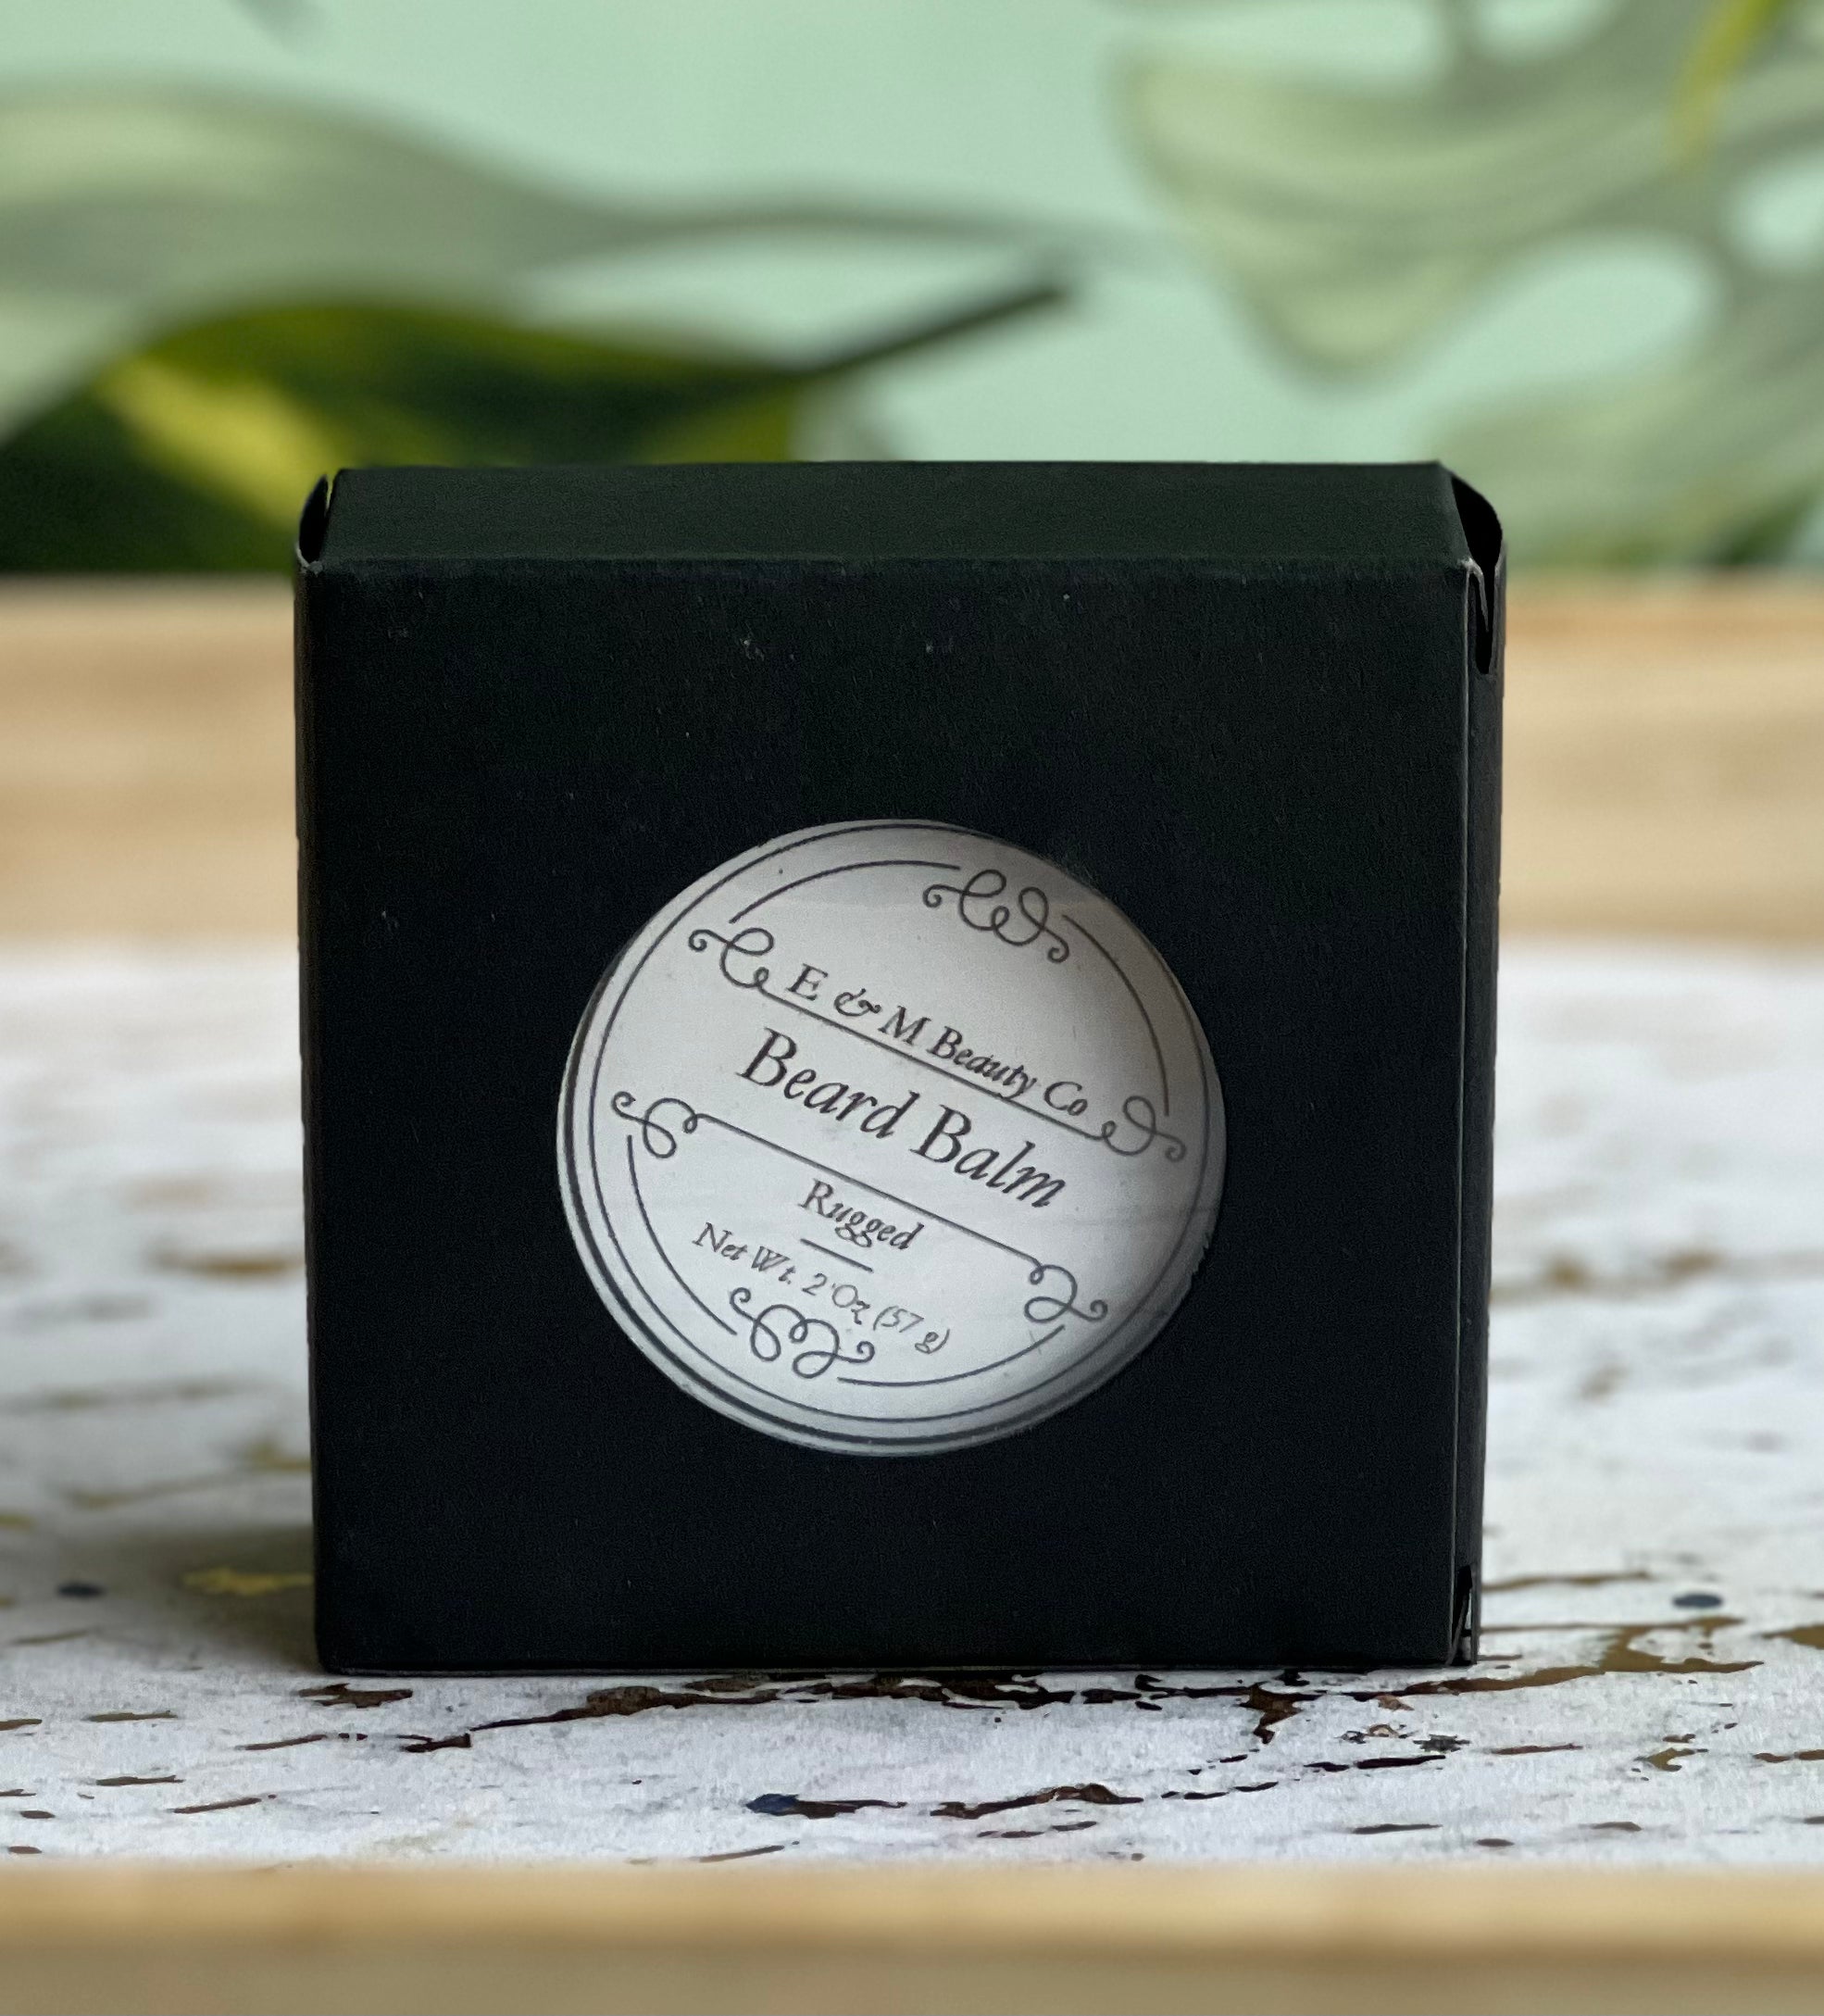 E & M Beauty Co
Beard Balm
Rugged
Net Wt. 2 Oz (57 g)